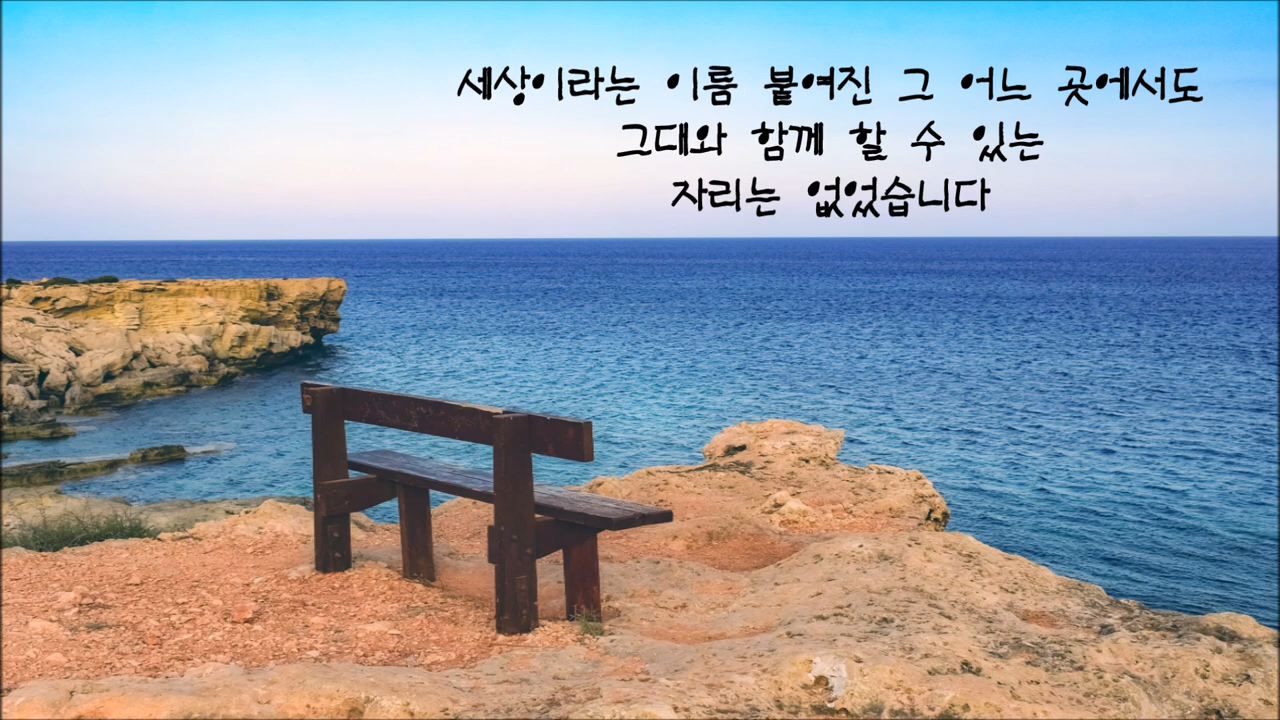 세상이라는 이름 붙여진 그 어느 곳에서도
그대와 함께 할 수 있는
자리는 없었습니다